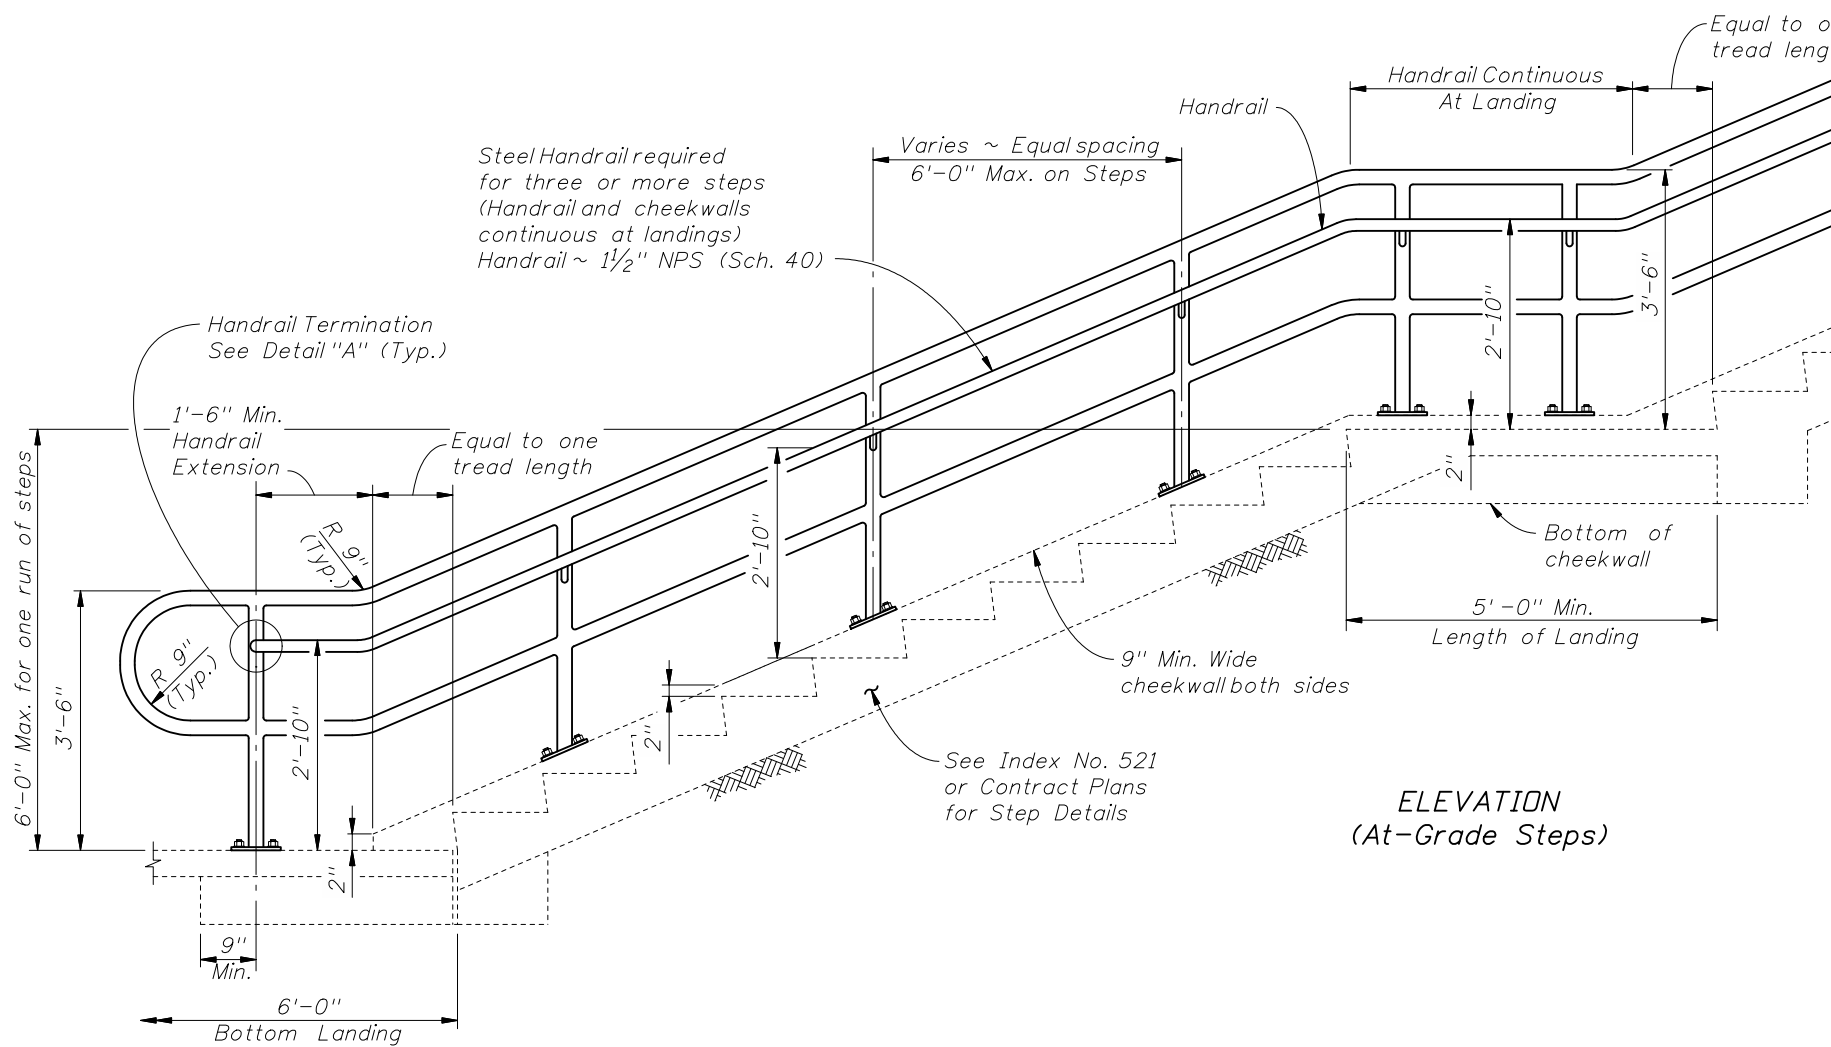 Equal to o
tread leng
Handrail Continuous
At Landing
Handrail
Varies ~ Equal spacing
6'-0" Max. on Steps
Steel Handrail required
for three or more steps
(Handrail and cheekwalls
continuous at landings)
Handrail ~ 1½" NPS (Sch. 40)
3'-6"
2'-10"
Handrail Termination
See Detail "A" (Typ.)
1'-6" Min.
Handrail
Extension
Equal to one
tread length
6'-0" Max. for one run of steps
R 9"
(Typ.)
2'-10"
2"
Bottom of
cheekwall
5'-0" Min.
Length of Landing
R 9"
(Typ.)
3'-6"
2'-10"
2"
9" Min. Wide
cheekwall both sides
See Index No. 521
or Contract Plans
for Step Details
ELEVATION
(At-Grade Steps)
2"
9"
Min.
6'-0"
Bottom Landing